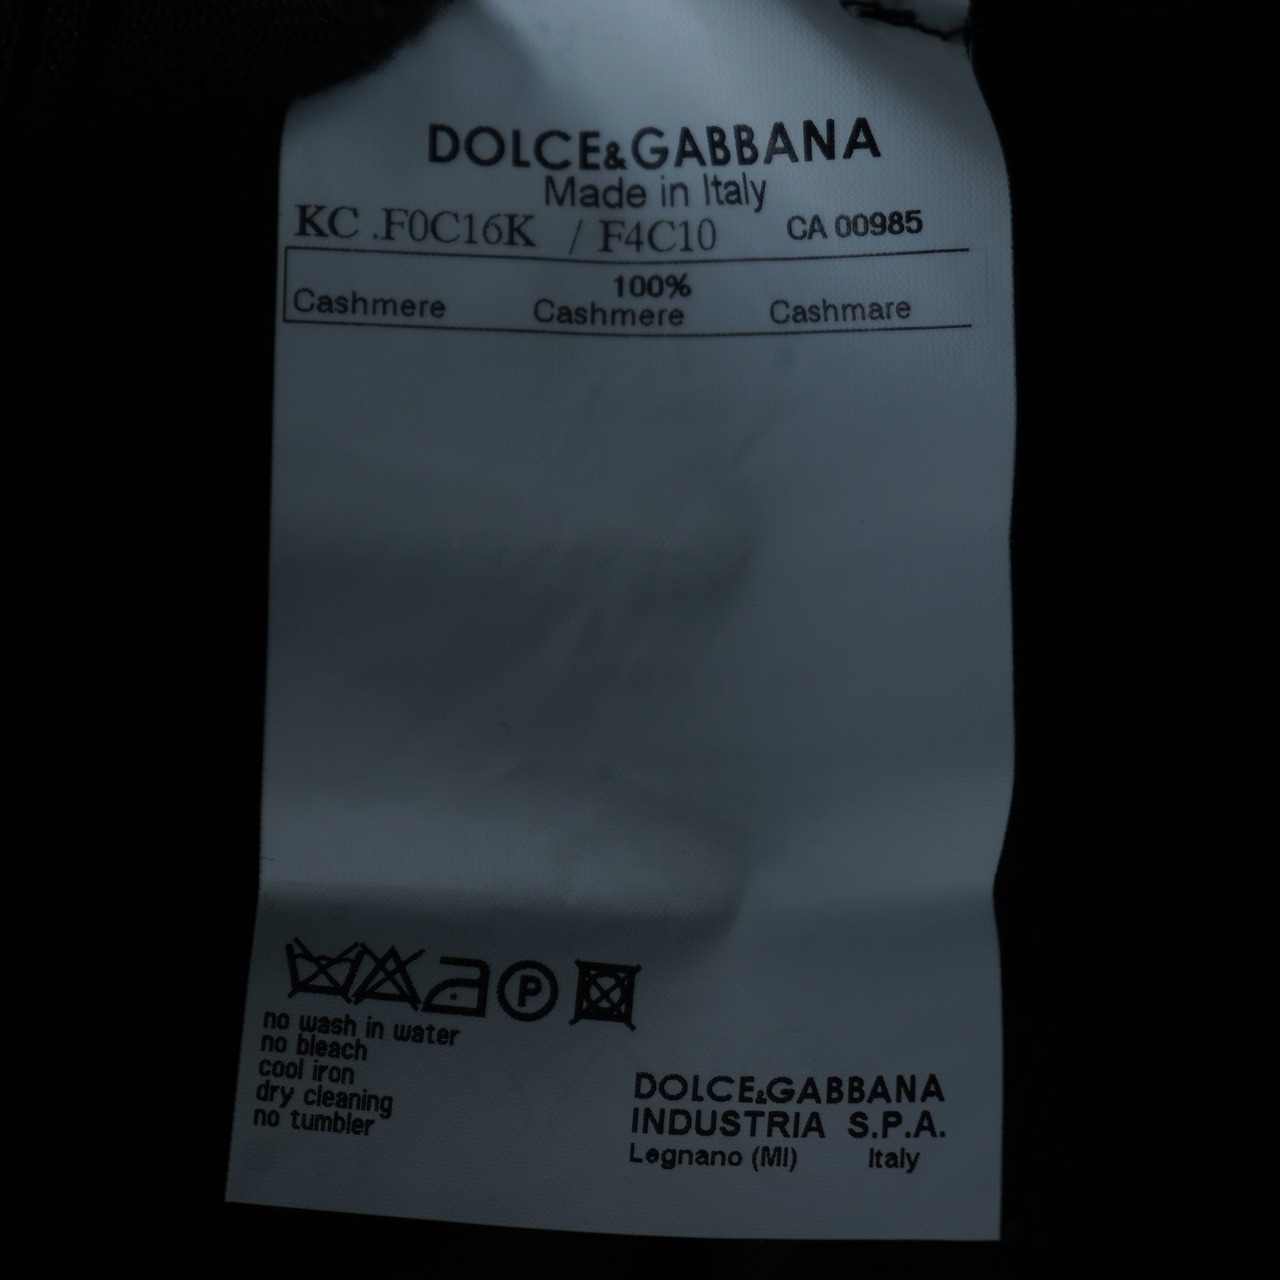 DOLCE&GABBANA
Made in Italy
KC .F0C16K / F4C10 CA 00985
100%
Cashmere Cashmere Cashmare
P
no wash in water
no bleach
cool iron
dry cleaning
no tumbler
DOLCE&GABBANA
INDUSTRIA S.P.A.
Legnano (MI) Italy